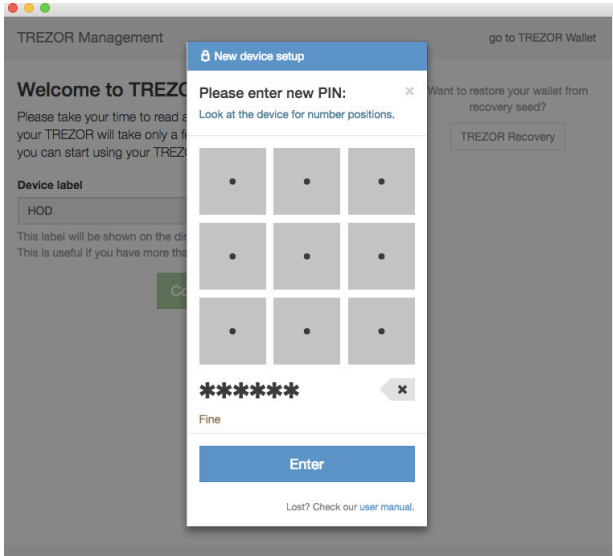 TREZOR Management
go to TREZOR Wallet
Welcome to TREZO
Please take your time to read a
your TREZOR will take only a fe
you can start using your TREZ
Device label
HOD
This label will be shown on the dis
This is useful if you have more tha
Co
New device setup
Please enter new PIN:
×
Look at the device for number positions.
******
Fine
Enter
Lost? Check our user manual.
Want to restore your wallet from
recovery seed?
TREZOR Recovery